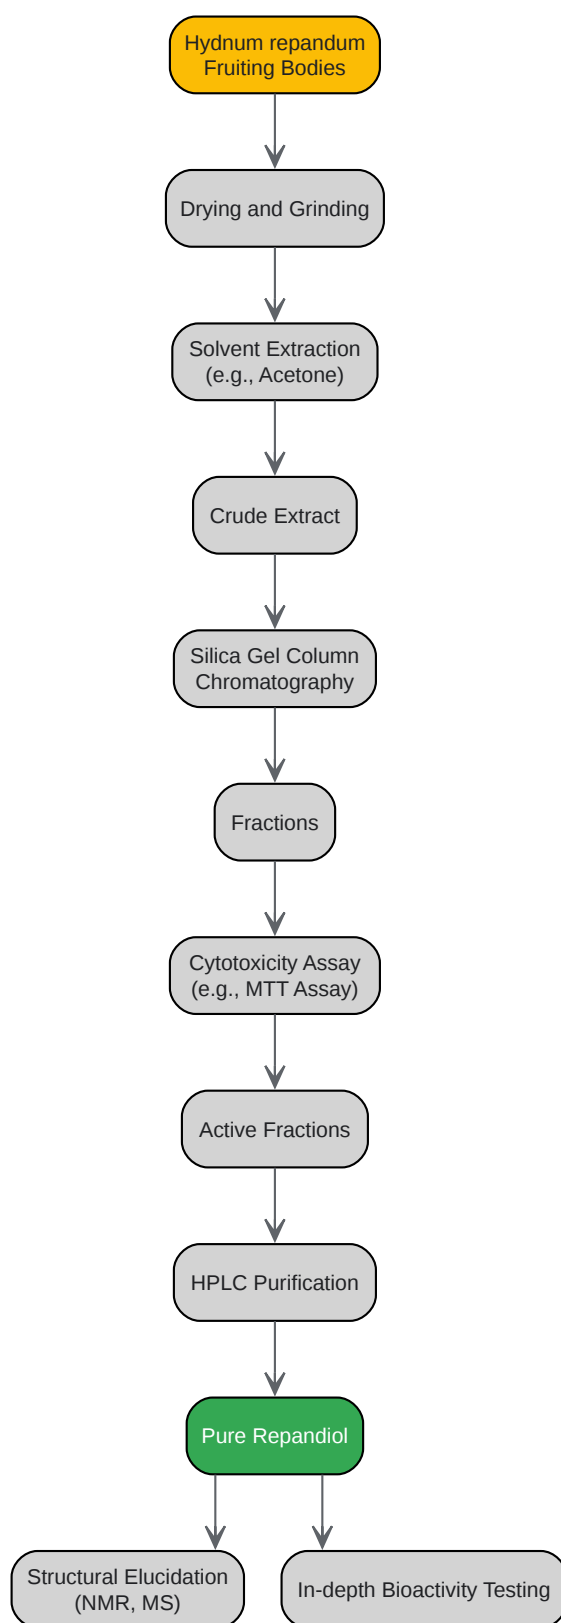 Hydnum repandum
Fruiting Bodies
Drying and Grinding
Solvent Extraction
(e.g., Acetone)
Crude Extract
Silica Gel Column
Chromatography
Fractions
Cytotoxicity Assay
(e.g., MTT Assay)
Active Fractions
HPLC Purification
Pure Repandiol
Structural Elucidation
(NMR, MS)
In-depth Bioactivity Testing